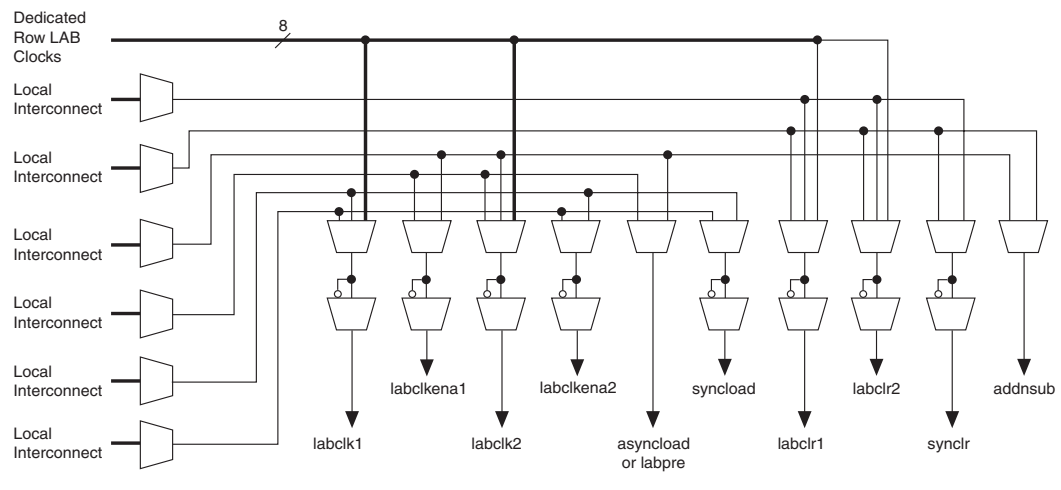 Dedicated
Row LAB
Clocks
8
Local
Interconnect
Local
Interconnect
Local
Interconnect
Local
Interconnect
Local
Interconnect
Local
Interconnect
labclkena1
labclkena2
syncload
labclr2
addnsub
labclk1
labclk2
asyncload
or labpre
labclr1
synclr